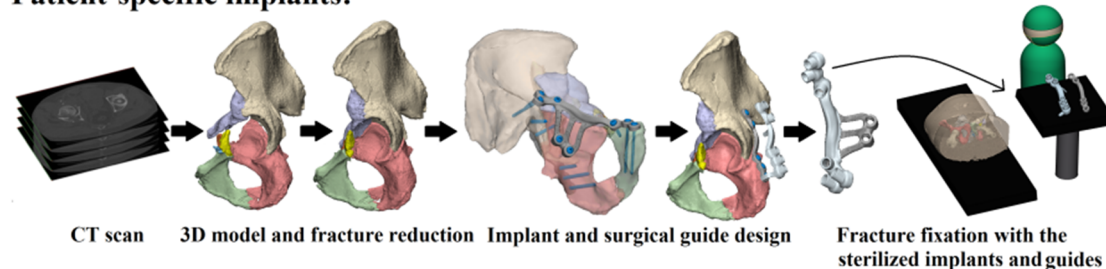 Patient-specific implants:
CT scan
3D model and fracture reduction
Implant and surgical guide design
Fracture fixation with the
sterilized implants and guides